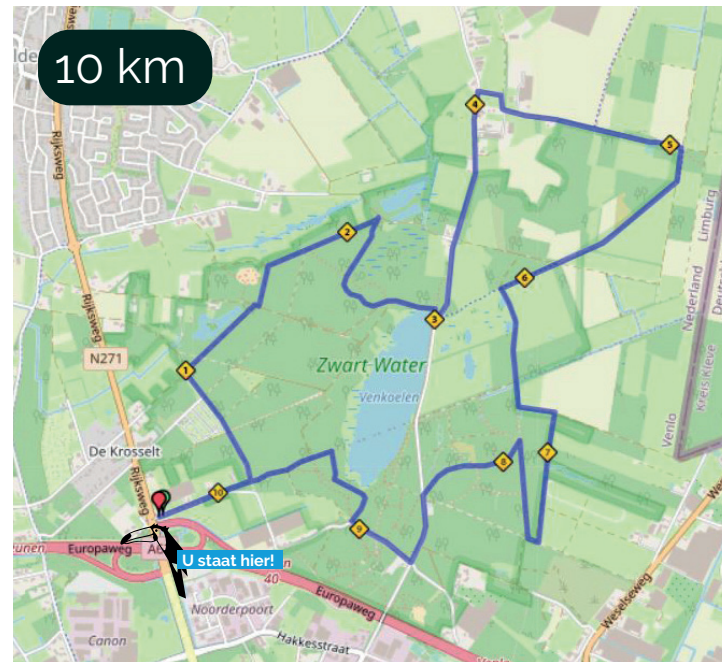 10 km
Rijksweg
4
5
Limburg
2
6
Nederland
3
Rijksweg
N271
Zwart Water
1
Kreis Kleve
Venkoelen
De Krosselt
Venlo
8
7
Rijksweg
10
9
Europaweg
U staat hier!
40
Europaweg
Weselseweg
Noorderpoort
Canon
Hakkesstraat